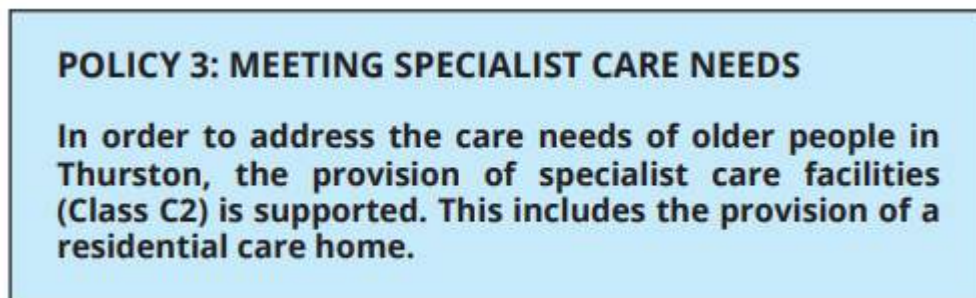 POLICY 3: MEETING SPECIALIST CARE NEEDS
In order to address the care needs of older people in
Thurston, the provision of specialist care facilities
(Class C2) is supported. This includes the provision of a
residential care home.